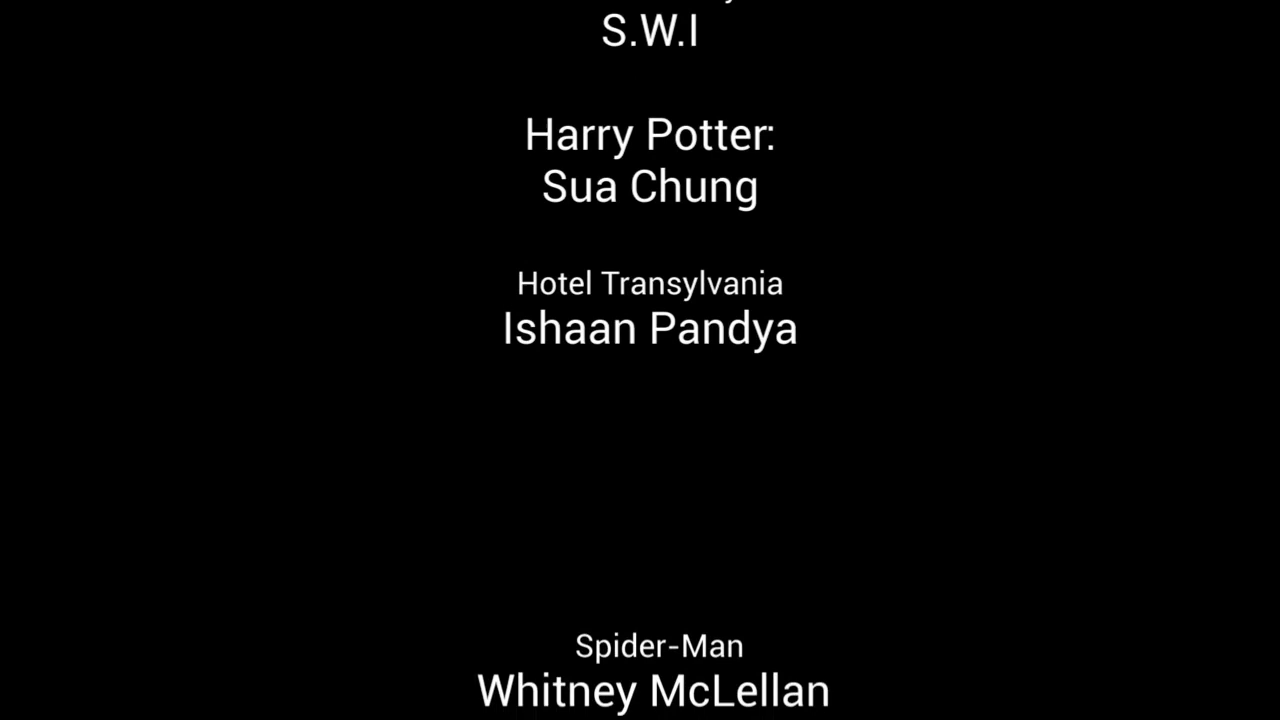 S.W.I
Harry Potter:
Sua Chung
Hotel Transylvania
Ishaan Pandya
Spider-Man
Whitney McLellan